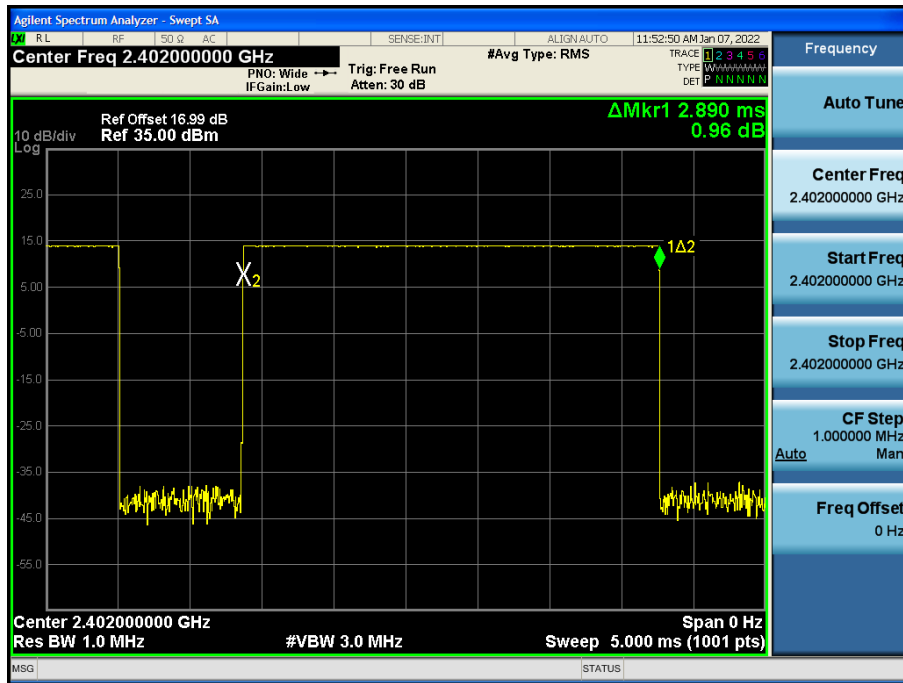 Agilent Spectrum Analyzer - Swept SA
LXI RL RF 50 Ω AC SENSE:INT ALIGN AUTO 11:52:50 AM Jan 07, 2022
Center Freq 2.402000000 GHz #Avg Type: RMS TRACE 1 2 3 4 5 6
PNO: Wide Trig: Free Run TYPE WWWWWW
IFGain:Low Atten: 30 dB DET P N N N N N
Frequency
Auto Tune
Center Freq
2.402000000 GHz
Start Freq
2.402000000 GHz
Stop Freq
2.402000000 GHz
CF Step
1.000000 MHz
Auto Man
Freq Offset
0 Hz
ΔMkr1 2.890 ms
0.96 dB
Ref Offset 16.99 dB
10 dB/div Ref 35.00 dBm
Log
25.0
15.0
5.00
-5.00
-15.0
-25.0
-35.0
-45.0
-55.0
1Δ2
X2
Center 2.402000000 GHz Span 0 Hz
Res BW 1.0 MHz #VBW 3.0 MHz Sweep 5.000 ms (1001 pts)
MSG STATUS